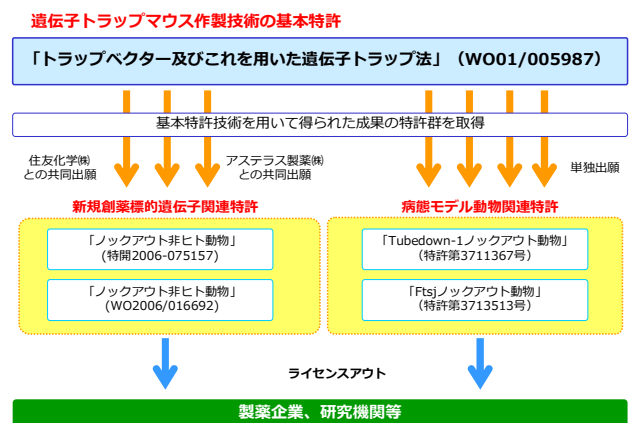 遺伝子トラップマウス作製技術の基本特許
「トラップベクター及びこれを用いた遺伝子トラップ法」（WO01/005987）
基本特許技術を用いて得られた成果の特許群を取得
住友化学㈱
との共同出願
アステラス製薬㈱
との共同出願
単独出願
新規創薬標的遺伝子関連特許
「ノックアウト非ヒト動物」
(特開2006-075157)
「ノックアウト非ヒト動物」
(WO2006/016692)
病態モデル動物関連特許
「Tubedown-1ノックアウト動物」
（特許第3711367号）
「Ftsjノックアウト動物」
（特許第3713513号）
ライセンスアウト
製薬企業、研究機関等